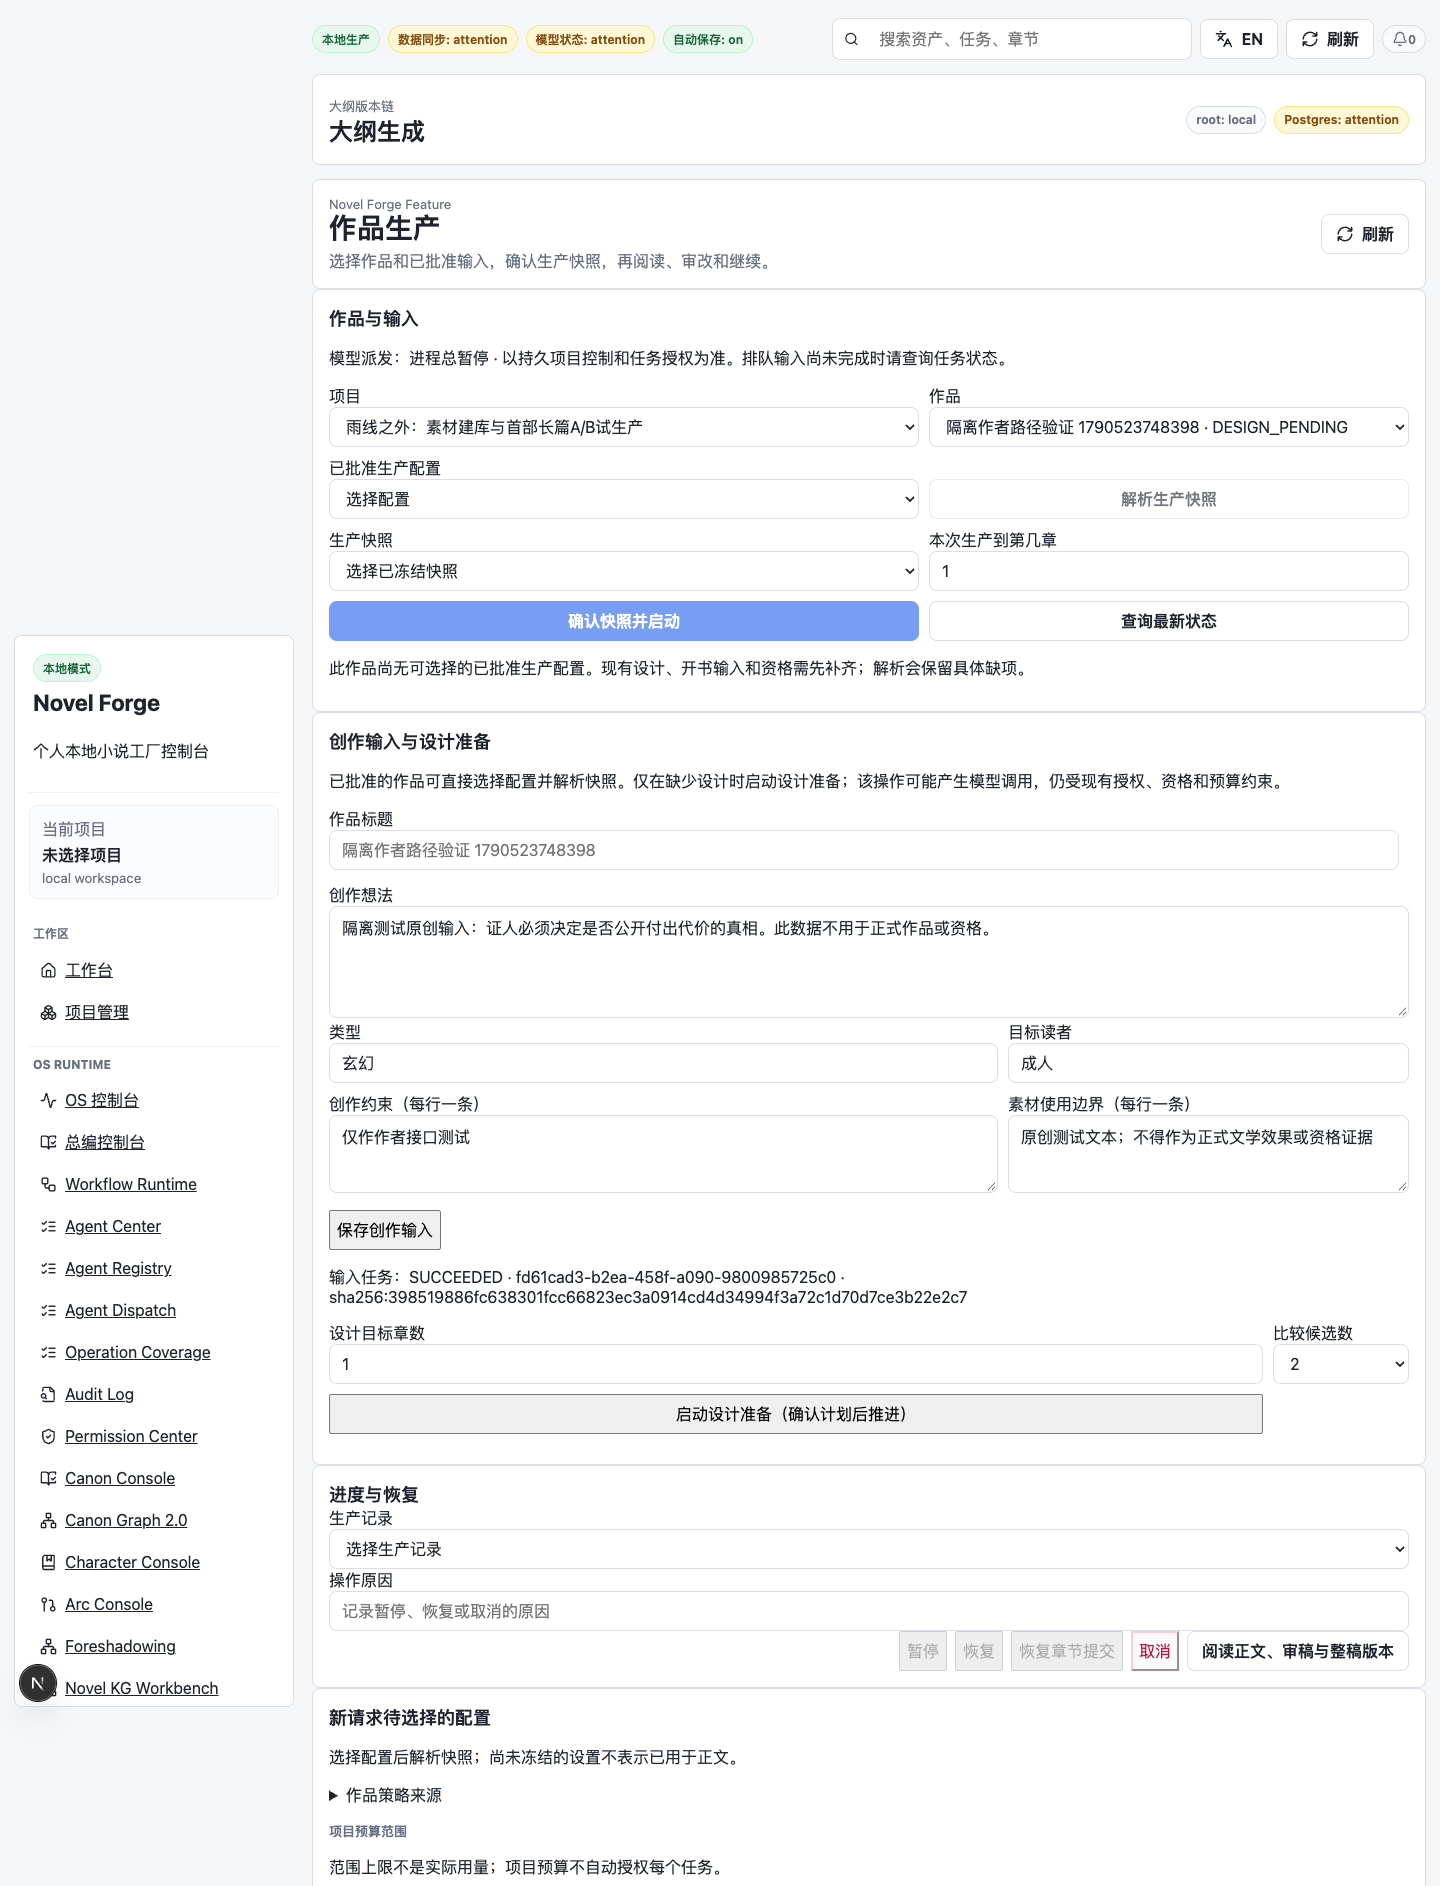 本地生产
数据同步: attention
模型状态: attention
自动保存: on
搜索资产、任务、章节
EN
刷新
0
大纲版本链
大纲生成
root: local
Postgres: attention
Novel Forge Feature
作品生产
选择作品和已批准输入，确认生产快照，再阅读、审改和继续。
刷新
作品与输入
模型派发：进程总暂停 · 以持久项目控制和任务授权为准。排队输入尚未完成时请查询任务状态。
项目
作品
雨线之外：素材建库与首部长篇A/B试生产
隔离作者路径验证 1790523748398 · DESIGN_PENDING
已批准生产配置
选择配置
解析生产快照
生产快照
本次生产到第几章
选择已冻结快照
1
确认快照并启动
查询最新状态
此作品尚无可选择的已批准生产配置。现有设计、开书输入和资格需先补齐；解析会保留具体缺项。
创作输入与设计准备
已批准的作品可直接选择配置并解析快照。仅在缺少设计时启动设计准备；该操作可能产生模型调用，仍受现有授权、资格和预算约束。
作品标题
隔离作者路径验证 1790523748398
创作想法
隔离测试原创输入：证人必须决定是否公开付出代价的真相。此数据不用于正式作品或资格。
类型
目标读者
玄幻
成人
创作约束（每行一条）
素材使用边界（每行一条）
仅作作者接口测试
原创测试文本；不得作为正式文学效果或资格证据
保存创作输入
输入任务：SUCCEEDED · fd61cad3-b2ea-458f-a090-9800985725c0 ·
sha256:398519886fc638301fcc66823ec3a0914cd4d34994f3a72c1d70d7ce3b22e2c7
设计目标章数
比较候选数
1
2
启动设计准备（确认计划后推进）
进度与恢复
生产记录
选择生产记录
操作原因
记录暂停、恢复或取消的原因
暂停
恢复
恢复章节提交
取消
阅读正文、审稿与整稿版本
新请求待选择的配置
选择配置后解析快照；尚未冻结的设置不表示已用于正文。
作品策略来源
项目预算范围
范围上限不是实际用量；项目预算不自动授权每个任务。
本地模式
Novel Forge
个人本地小说工厂控制台
当前项目
未选择项目
local workspace
工作区
工作台
项目管理
OS RUNTIME
OS 控制台
总编控制台
Workflow Runtime
Agent Center
Agent Registry
Agent Dispatch
Operation Coverage
Audit Log
Permission Center
Canon Console
Canon Graph 2.0
Character Console
Arc Console
Foreshadowing
Novel KG Workbench
N